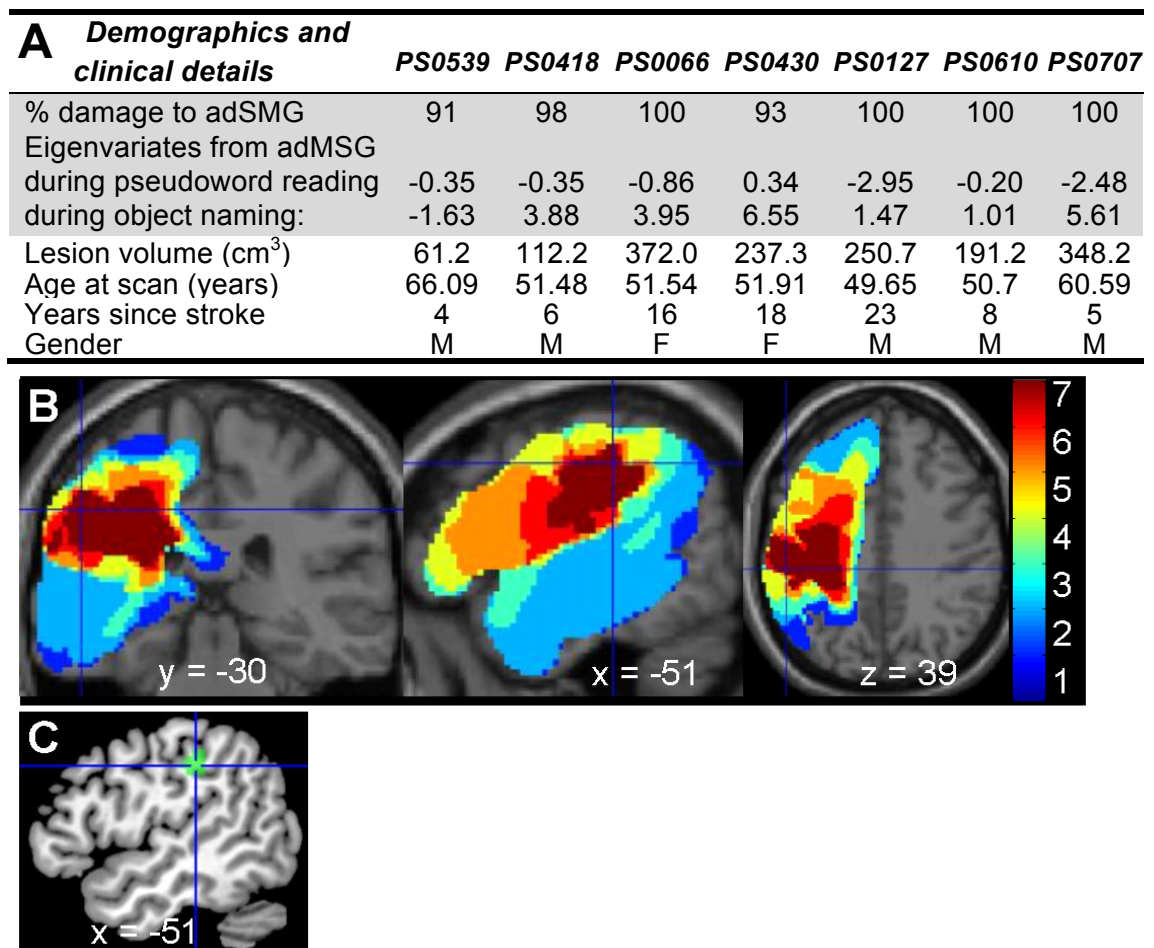 A Demographics and
clinical details PS0539 PS0418 PS0066 PS0430 PS0127 PS0610 PS0707
% damage to adSMG 91 98 100 93 100 100 100
Eigenvariates from adMSG
during pseudoword reading -0.35 -0.35 -0.86 0.34 -2.95 -0.20 -2.48
during object naming: -1.63 3.88 3.95 6.55 1.47 1.01 5.61
Lesion volume (cm³) 61.2 112.2 372.0 237.3 250.7 191.2 348.2
Age at scan (years) 66.09 51.48 51.54 51.91 49.65 50.7 60.59
Years since stroke 4 6 16 18 23 8 5
Gender M M F F M M M
B
7
6
5
4
3
2
1
y = -30 x = -51 z = 39
C
x = -51